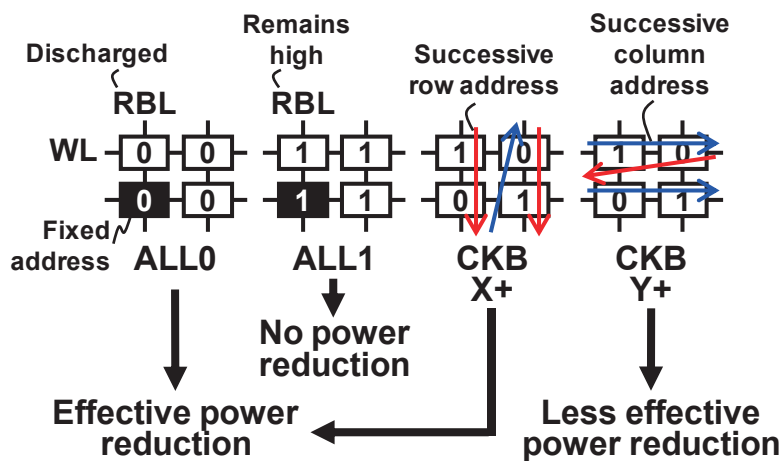 Discharged
RBL
Remains
high
RBL
Successive
row address
Successive
column
address
WL
0 0 1 1 1 0 1 0
0 0 1 1 0 1 0 1
Fixed
address
ALL0
ALL1
CKB
X+
CKB
Y+
No power
reduction
Effective power
reduction
Less effective
power reduction